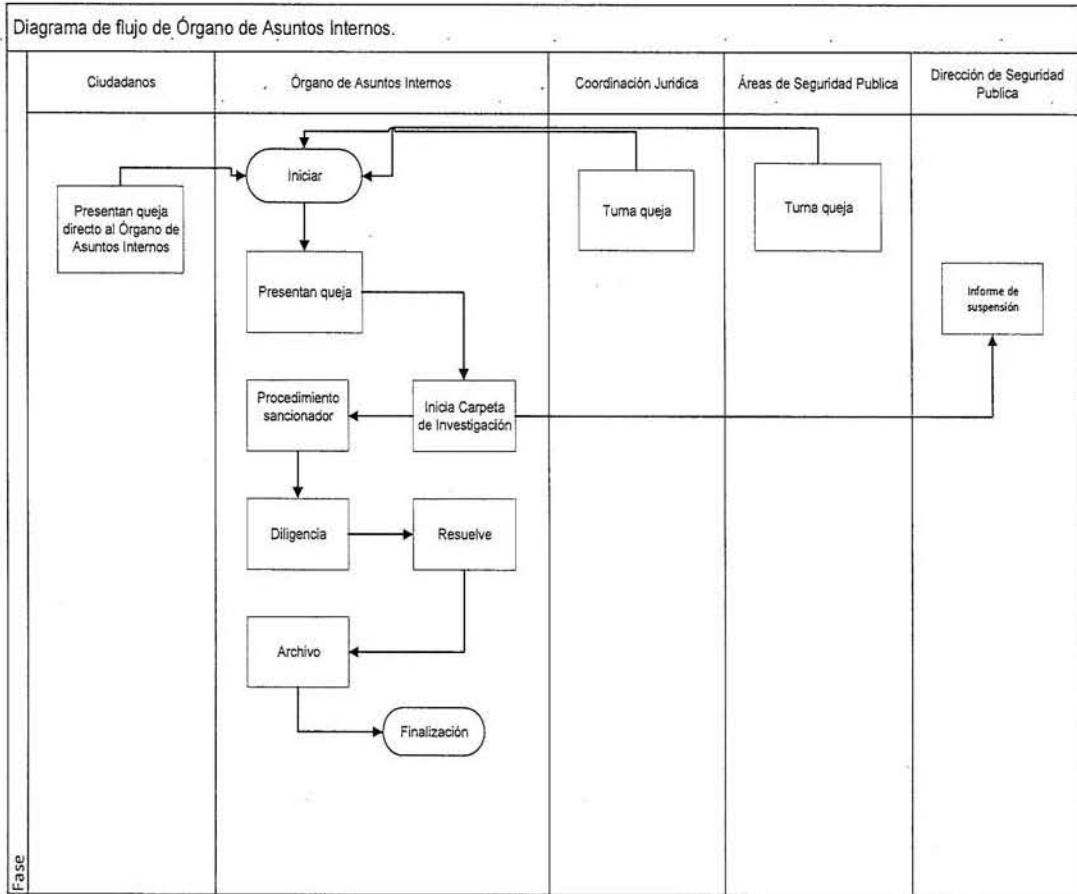 Diagrama de flujo de Órgano de Asuntos Internos.
Ciudadanos
Órgano de Asuntos Internos
Coordinación Jurídica
Áreas de Seguridad Publica
Dirección de Seguridad
Publica
Iniciar
Presentan queja
directo al Órgano de
Asuntos Internos
Turna queja
Turna queja
Presentan queja
Informe de
suspensión
Procedimiento
sancionador
Inicia Carpeta
de Investigación
Diligencia
Resuelve
Archivo
Finalización
Fase